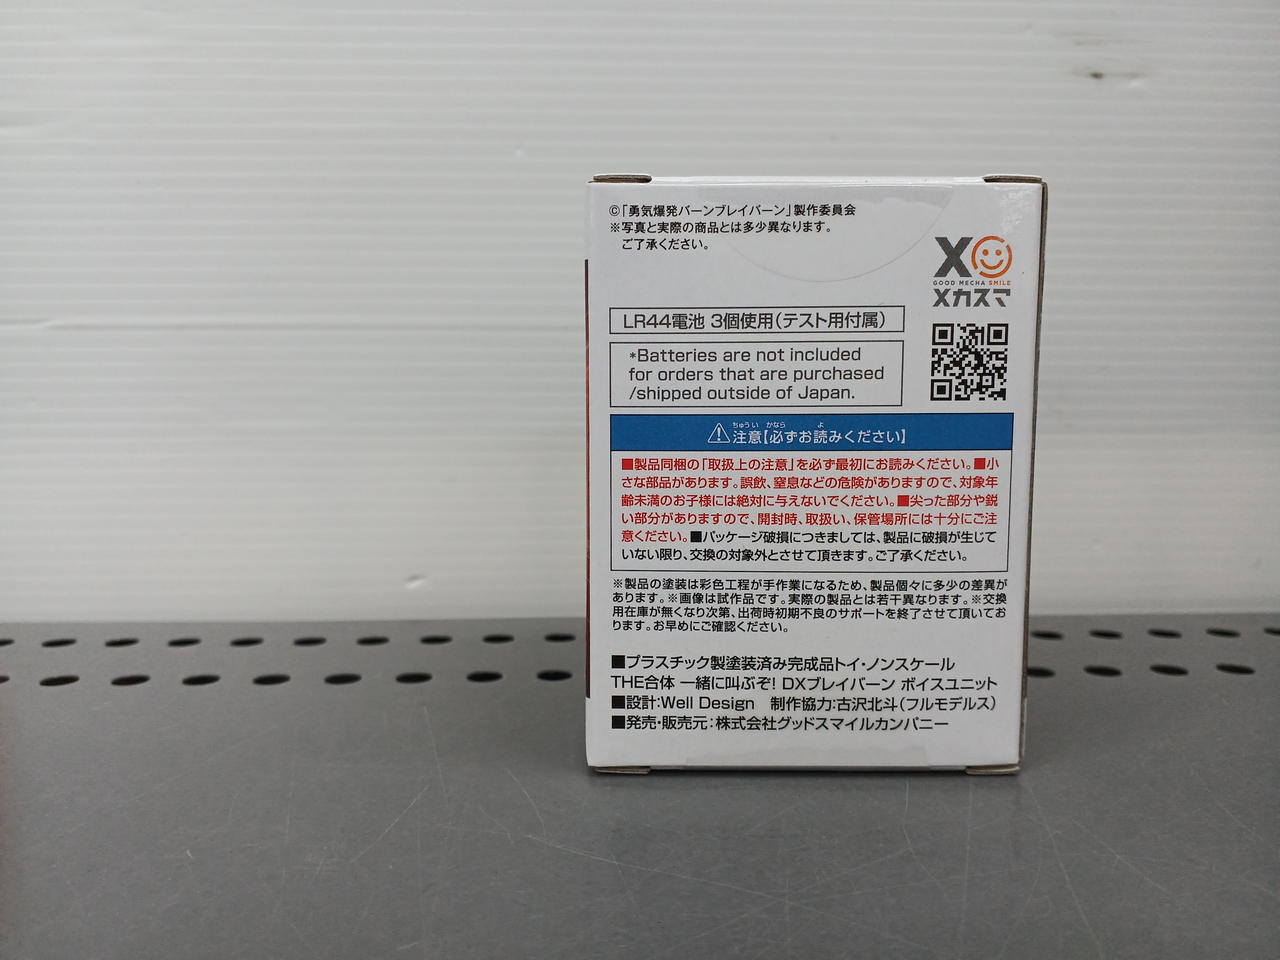 ©「勇気爆発バーンブレイバーン」製作委員会
※写真と実際の商品とは多少異なります。
ご了承ください。
GOOD MECHA SMILE
メカスマ
LR44電池 3個使用(テスト用付属)
*Batteries are not included
for orders that are purchased
/shipped outside of Japan.
ちゅうい かなら よ
注意【必ずお読みください】
■製品同梱の「取扱上の注意」を必ず最初にお読みください。■小
さな部品があります。誤飲、窒息などの危険がありますので、対象年
齢未満のお子様には絶対に与えないでください。■尖った部分や鋭
い部分がありますので、開封時、取扱い、保管場所には十分にご注
意ください。■パッケージ破損につきましては、製品に破損が生じて
いない限り、交換の対象外とさせて頂きます。ご了承ください。
※製品の塗装は彩色工程が手作業になるため、製品個々に多少の差異が
あります。※画像は試作品です。実際の製品とは若干異なります。※交換
用在庫が無くなり次第、出荷時初期不良のサポートを終了させて頂いてお
ります。お早めにご確認ください。
■プラスチック製塗装済み完成品トイ・ノンスケール
THE合体 一緒に叫ぶぞ! DXブレイバーン ボイスユニット
■設計:Well Design 制作協力:古沢北斗(フルモデルス)
■発売・販売元:株式会社グッドスマイルカンパニー